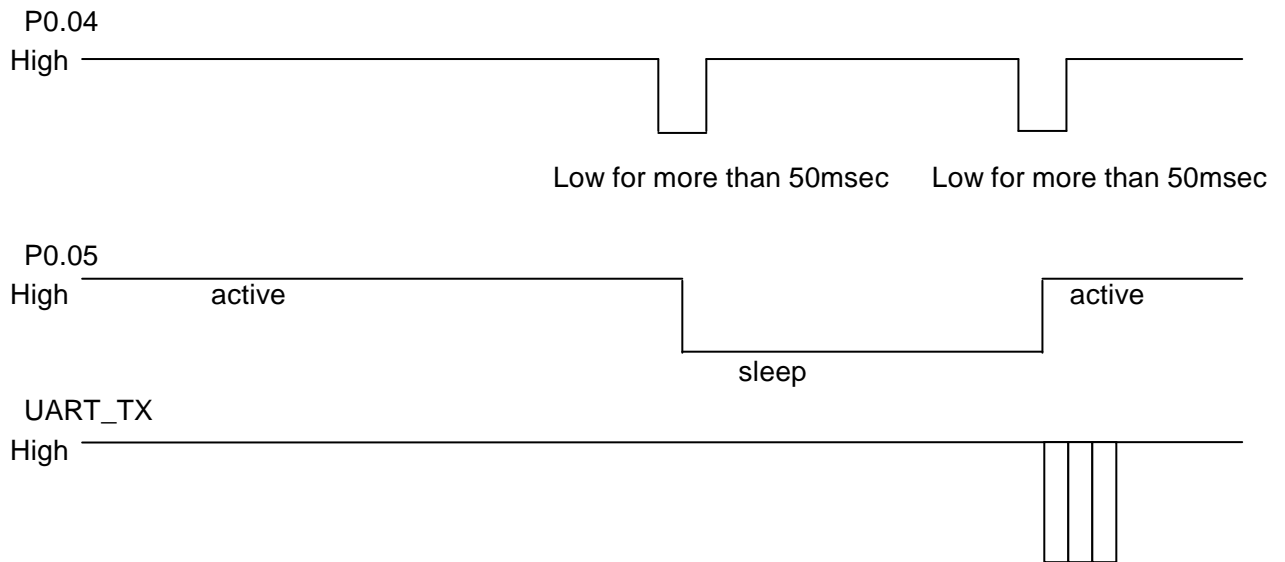 P0.04
High
Low for more than 50msec Low for more than 50msec
P0.05
High active active
sleep
UART_TX
High